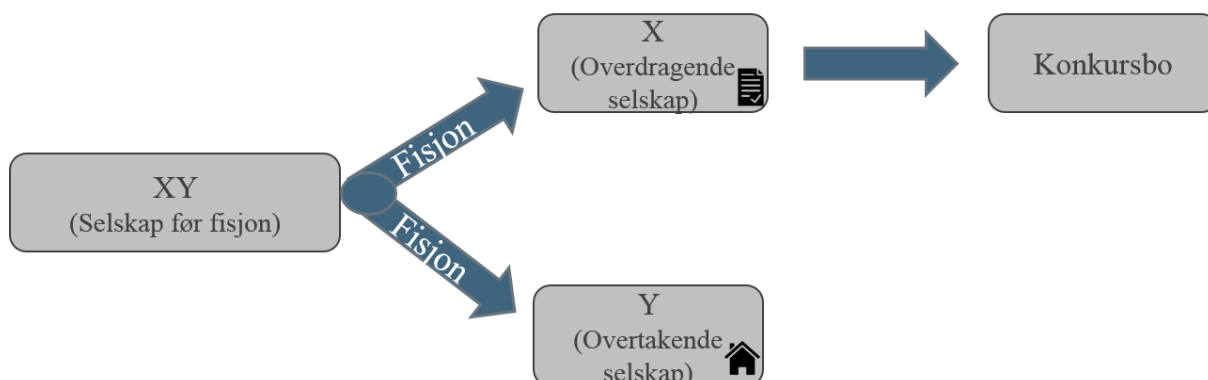 X
(Overdragende
selskap)
Konkursbo
Fisjon
XY
(Selskap før fisjon)
Fisjon
Y
(Overtakende
selskap)